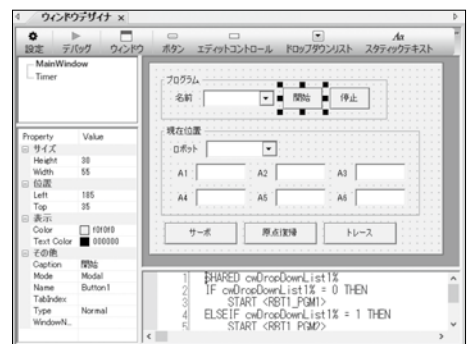 ウィンドウデザイナ ×
設定 デバッグ ウィンドウ ボタン エディットコントロール ドロップダウンリスト スタティックテキスト
MainWindow
Timer
Property Value
サイズ
Height 30
Width 55
位置
Left 185
Top 35
表示
Color f0f0f0
Text Color 000000
その他
Caption 開始
Mode Modal
Name Button1
TabIndex
Type Normal
WindowN...
プログラム
名前 開始 停止
現在位置
ロボット
A1 A2 A3
A4 A5 A6
サーボ 原点復帰 トレース
1 SHARED cwDropDownList1%
2 IF cwDropDownList1% = 0 THEN
3 START <RBT1_PGM1>
4 ELSEIF cwDropDownList1% = 1 THEN
5 START <RBT1_PGM2>